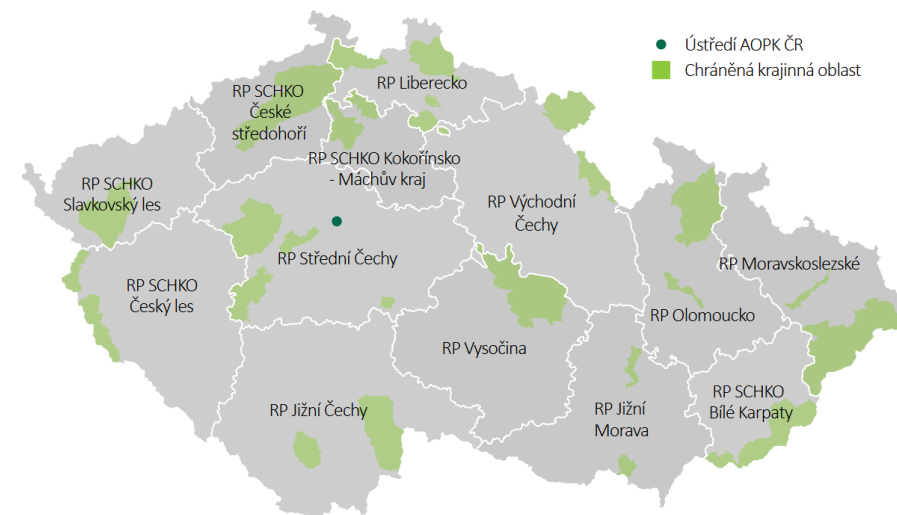 Ústředí AOPK ČR
Chráněná krajinná oblast
RP Liberecko
RP SCHKO
České
středohoří
RP SCHKO Kokořínsko
- Máchův kraj
RP SCHKO
Slavkovský les
RP Východní
Čechy
RP Střední Čechy
RP Moravskoslezské
RP SCHKO
Český les
RP Olomoucko
RP Vysočina
RP SCHKO
Bílé Karpaty
RP Jižní Čechy
RP Jižní
Morava